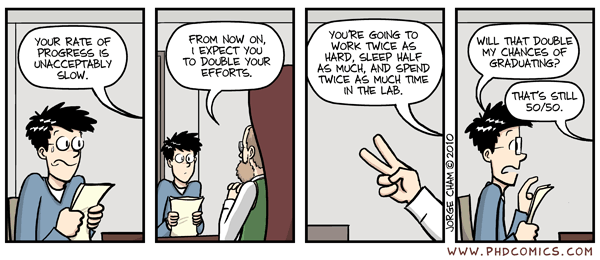 YOUR RATE OF
PROGRESS IS
UNACCEPTABLY
SLOW.
FROM NOW ON,
I EXPECT YOU
TO DOUBLE YOUR
EFFORTS.
YOU'RE GOING TO
WORK TWICE AS
HARD, SLEEP HALF
AS MUCH, AND SPEND
TWICE AS MUCH TIME
IN THE LAB.
WILL THAT DOUBLE
MY CHANCES OF
GRADUATING?
THAT'S STILL
50/50.
JORGE CHAM © 2010
WWW.PHDCOMICS.COM